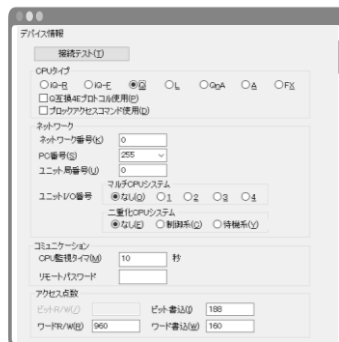 デバイス情報
接続テスト(T)
CPUタイプ
iQ-R iQ-F Q L QnA A FX
Q互換4Eプロトコル使用(P)
ブロックアクセスコマンド使用(D)
ネットワーク
ネットワーク番号(K) 0
PC番号(S) 255
ユニット局番号(U) 0
マルチCPUシステム
ユニットI/O番号 なし(O) 1 2 3 4
二重化CPUシステム
なし(E) 制御系(C) 待機系(Y)
コミュニケーション
CPU監視タイマ(M) 10 秒
リモートパスワード
アクセス点数
ビットR/W(J) ビット書込(I) 188
ワードR/W(R) 960 ワード書込(W) 160